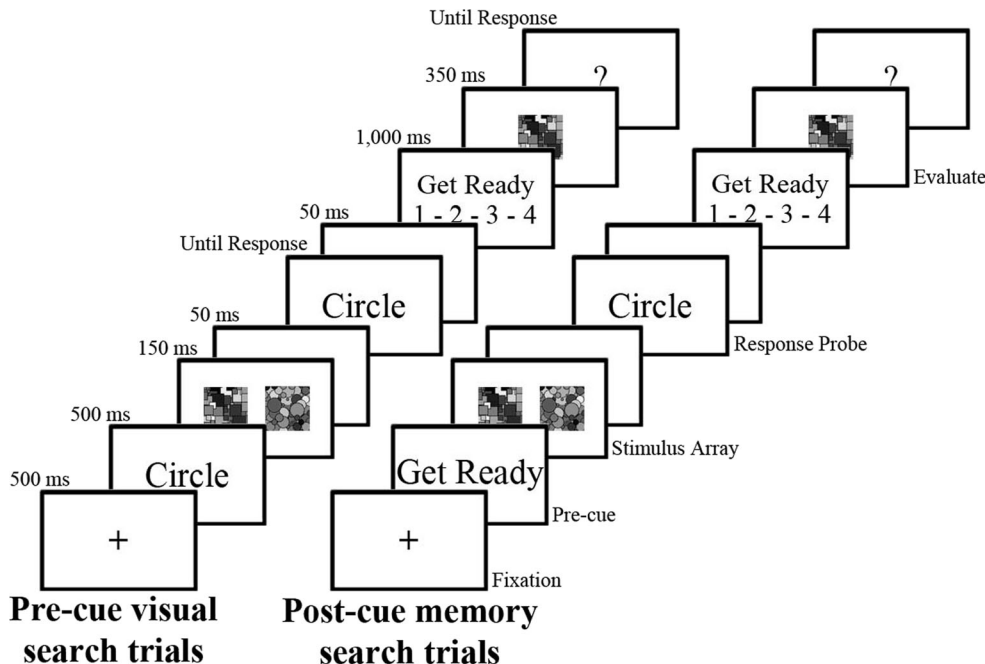 Until Response
?
?
350 ms
1,000 ms
Get Ready
1 - 2 - 3 - 4
Get Ready
1 - 2 - 3 - 4
Evaluate
50 ms
Until Response
Circle
Circle
Response Probe
50 ms
150 ms
Stimulus Array
500 ms
Circle
Get Ready
Pre-cue
500 ms
+
+
Fixation
Pre-cue visual
search trials
Post-cue memory
search trials